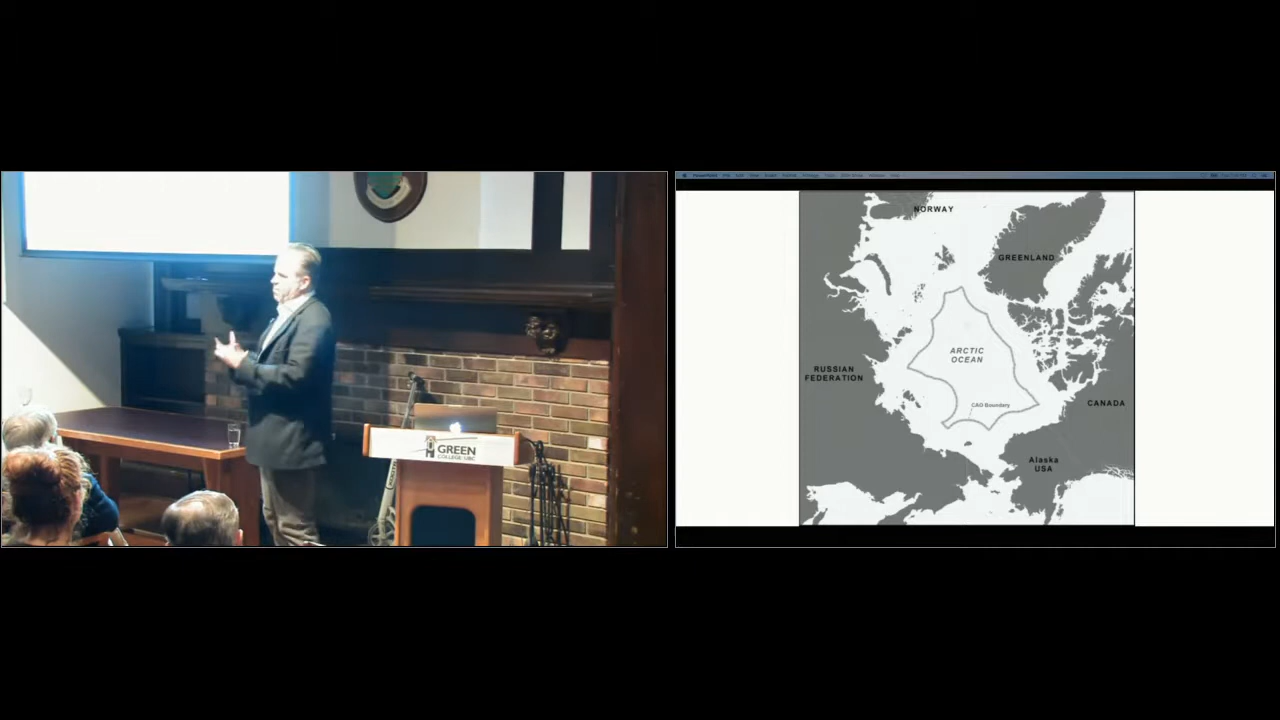 GREEN
COLLEGE UBC
NORWAY
GREENLAND
ARCTIC
OCEAN
RUSSIAN
FEDERATION
CAO Boundary
CANADA
Alaska
USA